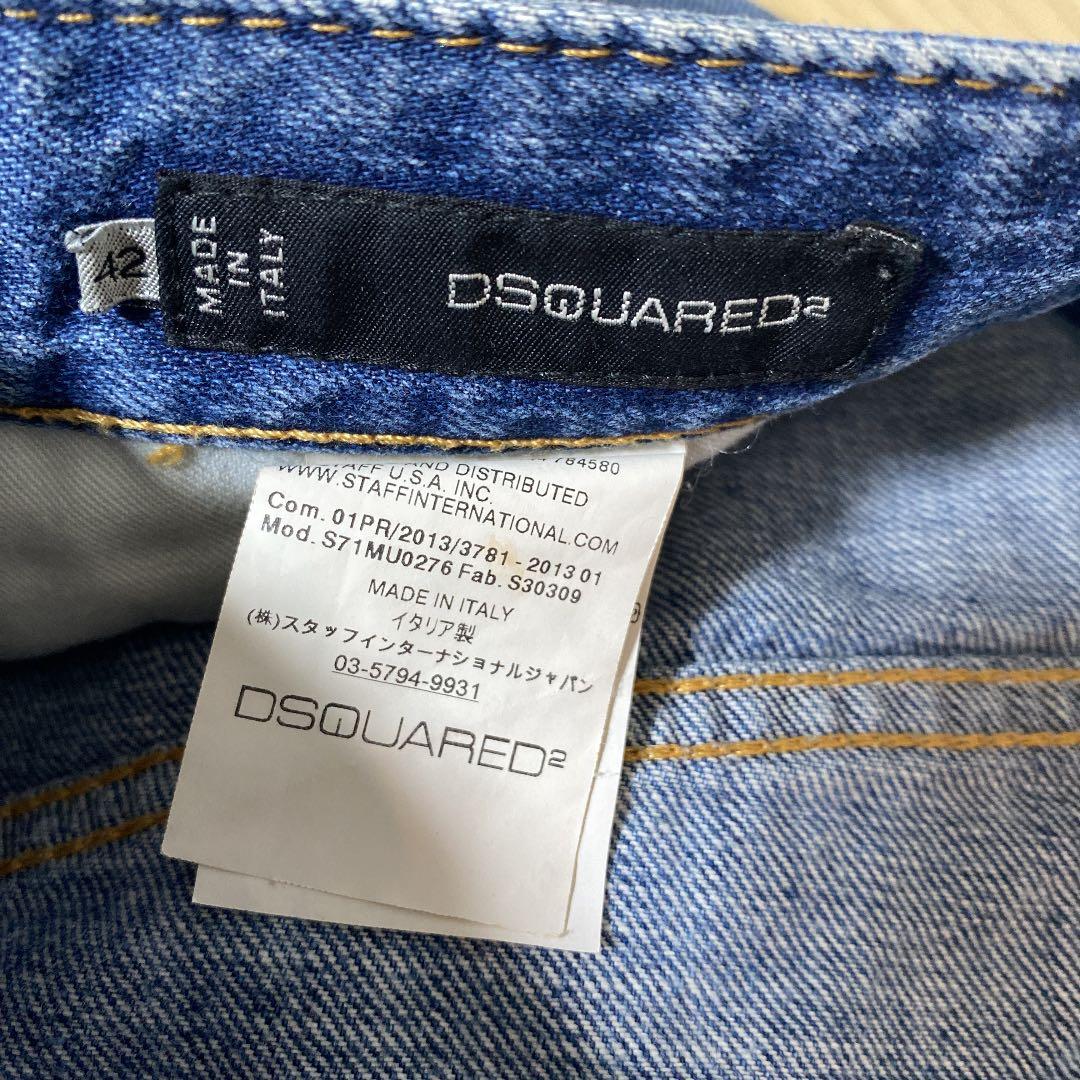 42
MADE
IN
ITALY
DSQUARED²
AND DISTRIBUTED
U.S.A. INC.
WWW.STAFFINTERNATIONAL.COM
Com. 01PR/2013/3781 - 2013 01
Mod. S71MU0276 Fab. S30309
MADE IN ITALY
イタリア製
(株)スタッフインターナショナルジャパン
03-5794-9931
DSQUARED²